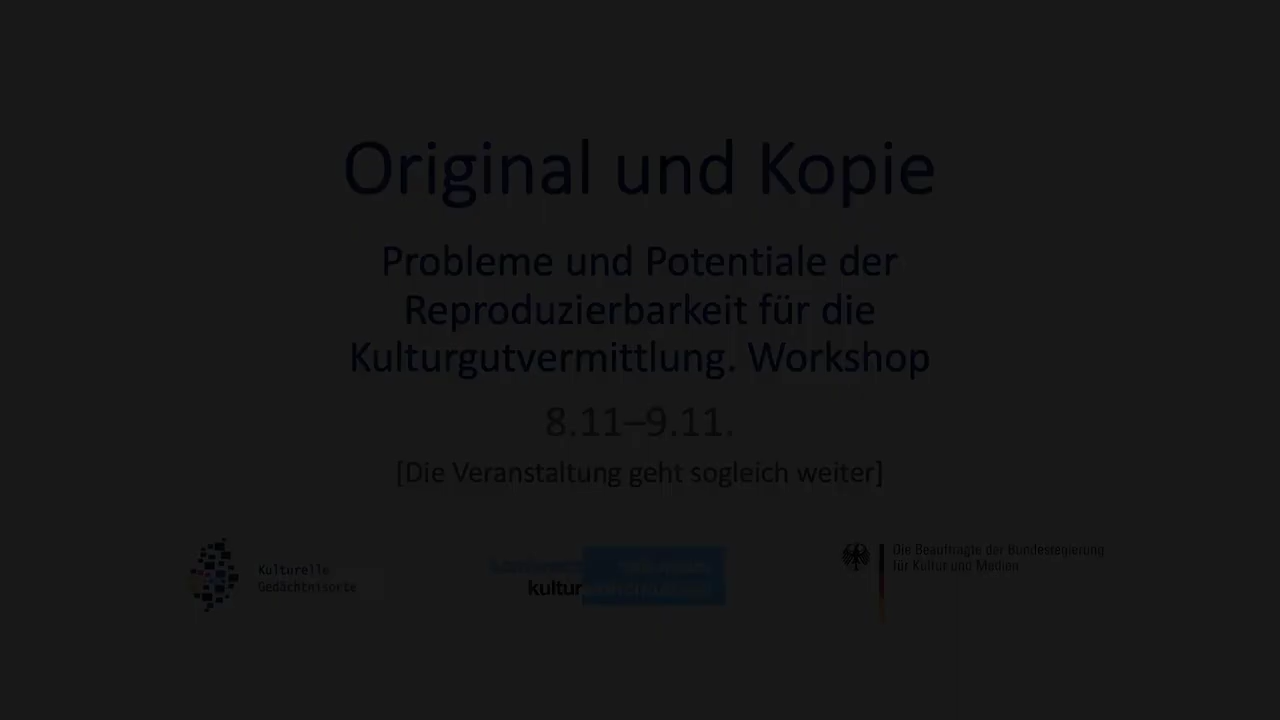 Original und Kopie
Probleme und Potentiale der
Reproduzierbarkeit für die
Kulturgutvermittlung. Workshop
8.11–9.11.
[Die Veranstaltung geht sogleich weiter]
Kulturelle
Gedächtnisorte
kultur
Die Beauftragte der Bundesregierung
für Kultur und Medien